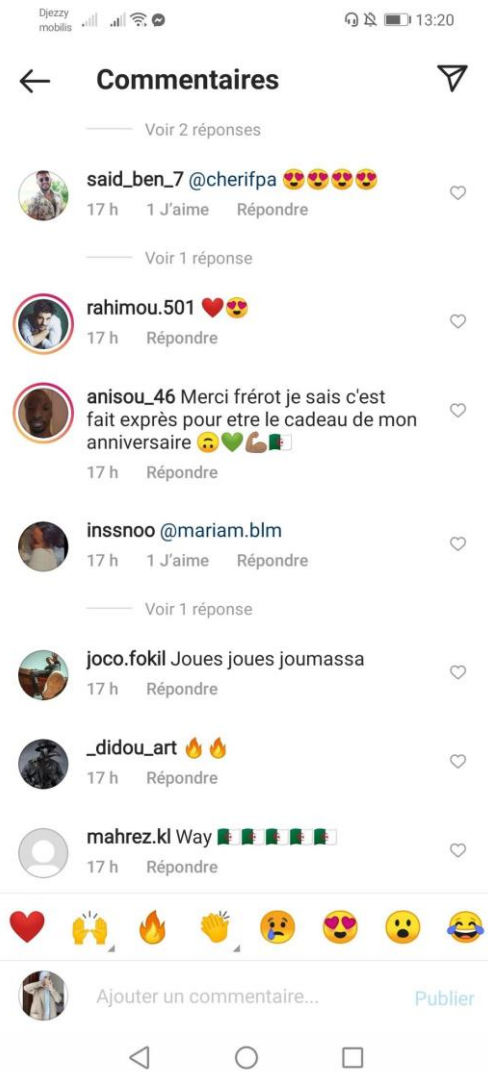 Djezzy
mobilis
13:20
Commentaires
Voir 2 réponses
said_ben_7 @cherifpa 😍😍😍😍
17 h 1 J'aime Répondre
Voir 1 réponse
rahimou.501 ❤️😍
17 h Répondre
anisou_46 Merci frérot je sais c'est
fait exprès pour etre le cadeau de mon
anniversaire 🙃💚💪🏽🇩🇿
17 h Répondre
inssnoo @mariam.blm
17 h 1 J'aime Répondre
Voir 1 réponse
joco.fokil Joues joues joumassa
17 h Répondre
_didou_art 🔥🔥
17 h Répondre
mahrez.kl Way 🇩🇿🇩🇿🇩🇿🇩🇿🇩🇿
17 h Répondre
❤️🙌🔥👏😢😍😮😂
Ajouter un commentaire... Publier